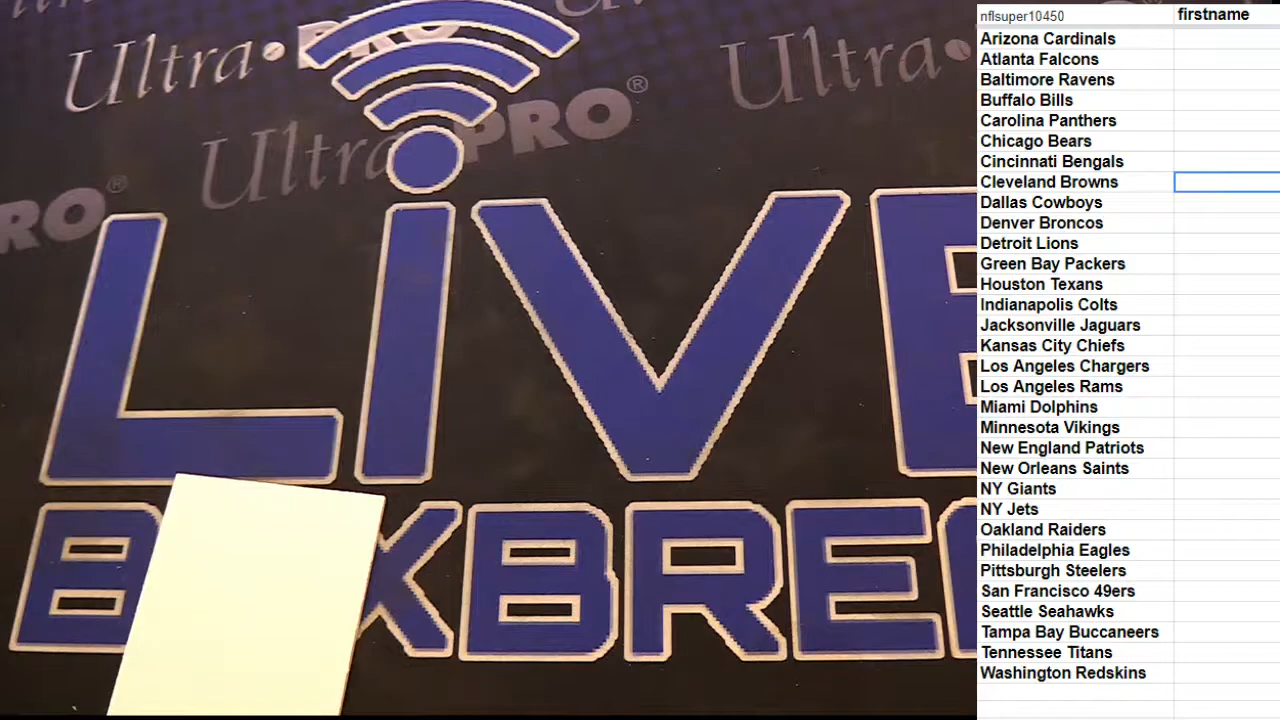 Ultra PRO
Ultra PRO®
Ultra
PRO®
Ultra
LIVE
B XBRE
nflsuper10450 firstname
Arizona Cardinals
Atlanta Falcons
Baltimore Ravens
Buffalo Bills
Carolina Panthers
Chicago Bears
Cincinnati Bengals
Cleveland Browns
Dallas Cowboys
Denver Broncos
Detroit Lions
Green Bay Packers
Houston Texans
Indianapolis Colts
Jacksonville Jaguars
Kansas City Chiefs
Los Angeles Chargers
Los Angeles Rams
Miami Dolphins
Minnesota Vikings
New England Patriots
New Orleans Saints
NY Giants
NY Jets
Oakland Raiders
Philadelphia Eagles
Pittsburgh Steelers
San Francisco 49ers
Seattle Seahawks
Tampa Bay Buccaneers
Tennessee Titans
Washington Redskins